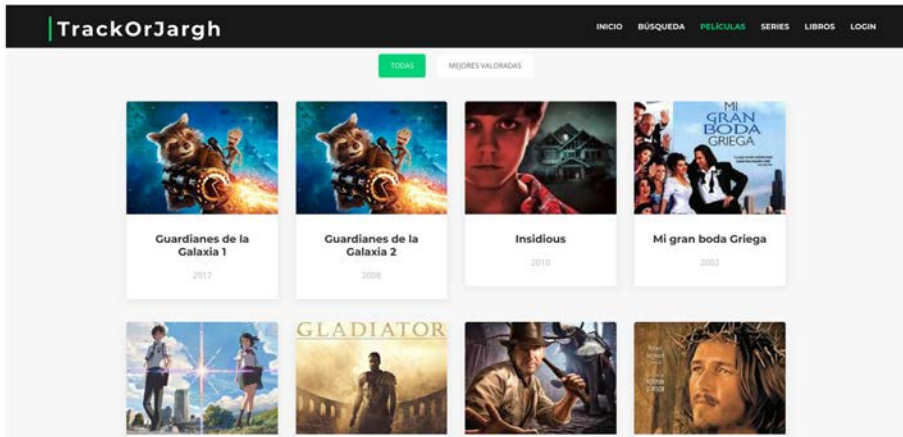 TrackOrJargh
INICIO BÚSQUEDA PELÍCULAS SERIES LIBROS LOGIN
TODAS MEJORES VALORADAS
MI
GRAN
BODA
GRIEGA
Guardianes de la
Galaxia 1
2017
Guardianes de la
Galaxia 2
2008
Insidious
2010
Mi gran boda Griega
2002
GLADIATOR